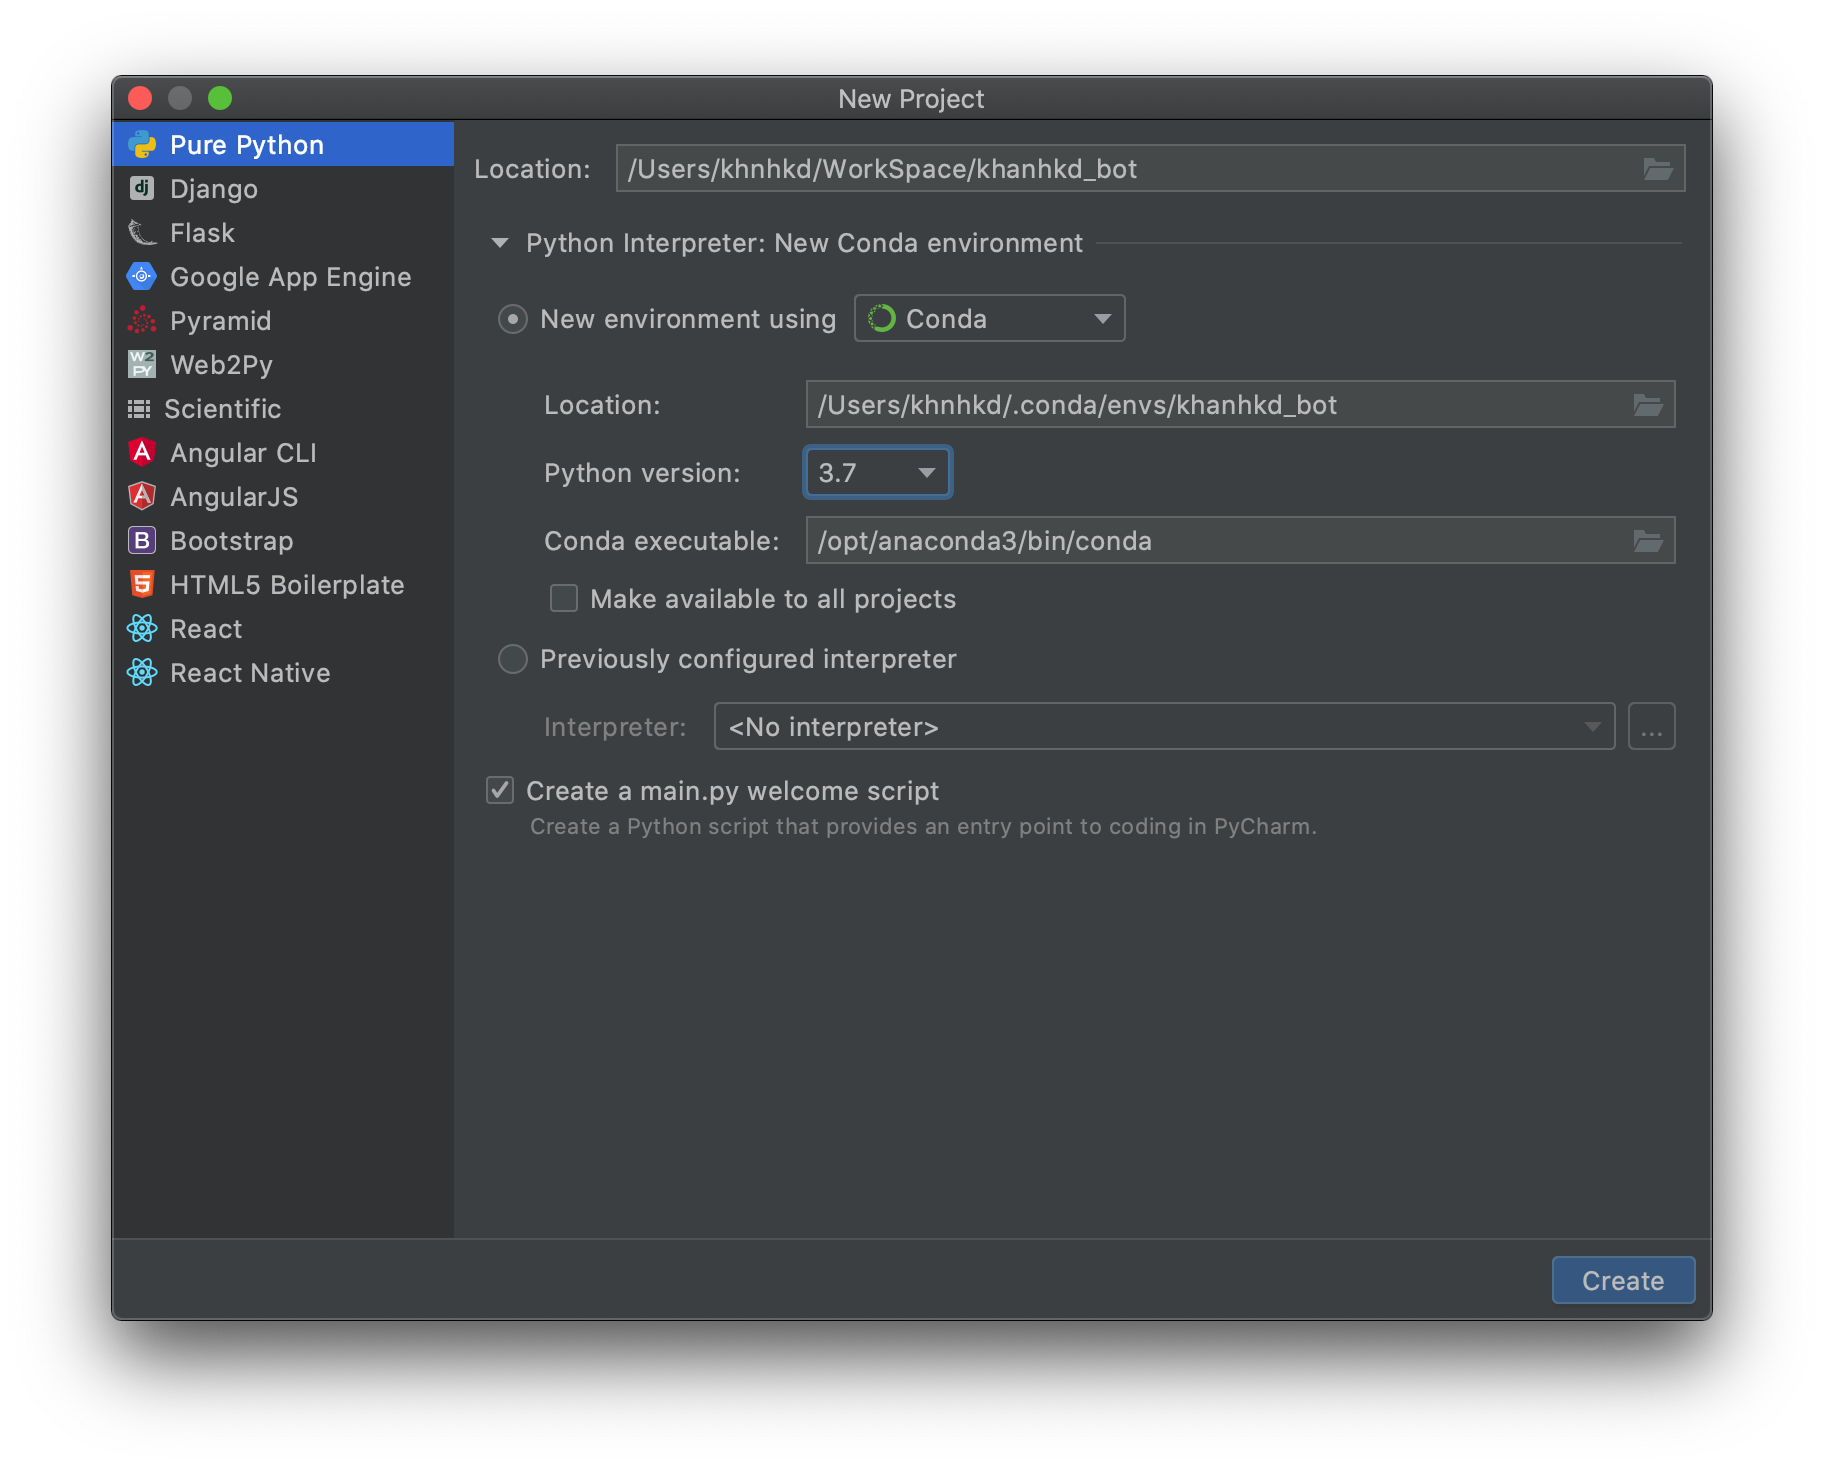 New Project
Pure Python
Django
Flask
Google App Engine
Pyramid
Web2Py
Scientific
Angular CLI
AngularJS
Bootstrap
HTML5 Boilerplate
React
React Native
Location: /Users/khnhkd/WorkSpace/khanhkd_bot
Python Interpreter: New Conda environment
New environment using Conda
Location: /Users/khnhkd/.conda/envs/khanhkd_bot
Python version: 3.7
Conda executable: /opt/anaconda3/bin/conda
Make available to all projects
Previously configured interpreter
Interpreter: <No interpreter> ...
Create a main.py welcome script
Create a Python script that provides an entry point to coding in PyCharm.
Create